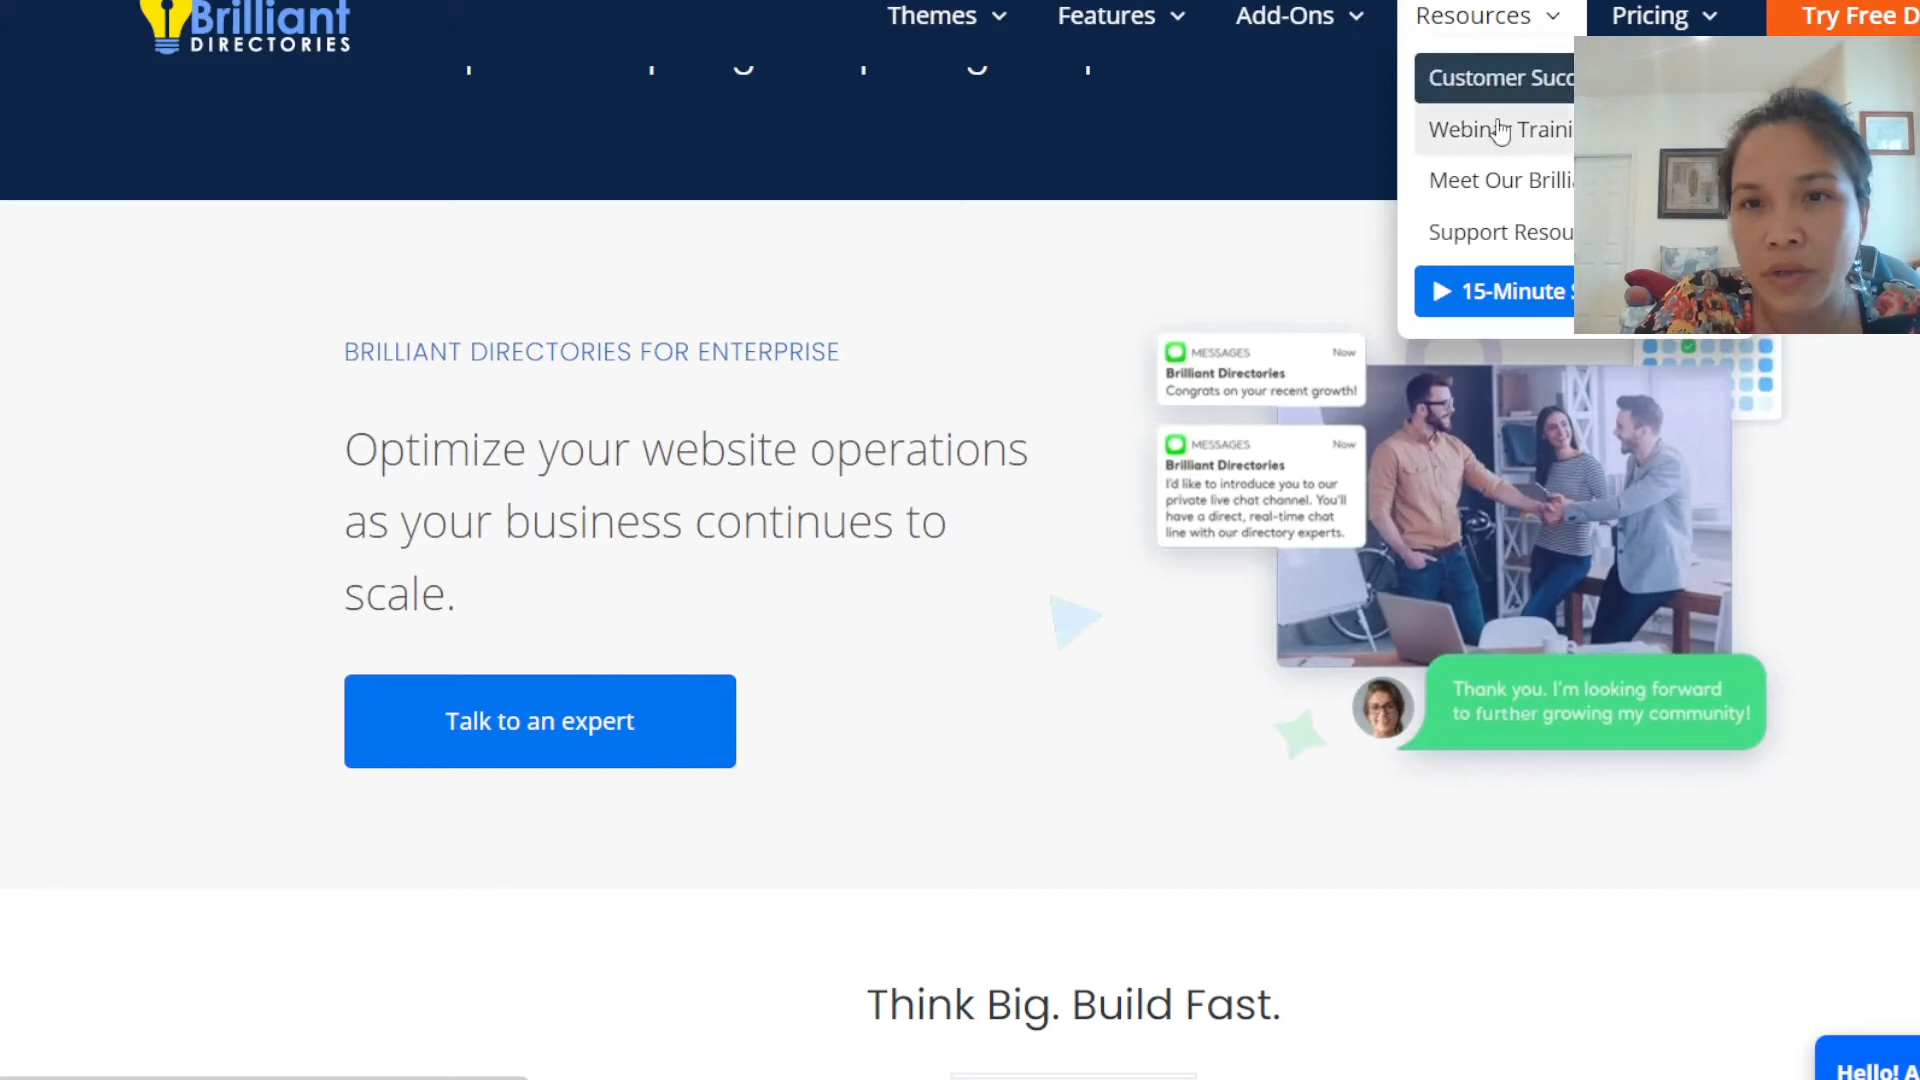 Brilliant
DIRECTORIES
Themes
Features
Add-Ons
Resources
Pricing
Try Free D
Customer Succ
Webinar Traini
Meet Our Brilli
Support Resou
15-Minute S
BRILLIANT DIRECTORIES FOR ENTERPRISE
Optimize your website operations
as your business continues to
scale.
Talk to an expert
MESSAGES
Now
Brilliant Directories
Congrats on your recent growth!
MESSAGES
Now
Brilliant Directories
I'd like to introduce you to our
private live chat channel. You'll
have a direct, real-time chat
line with our directory experts.
Thank you. I'm looking forward
to further growing my community!
Think Big. Build Fast.
Hello! A